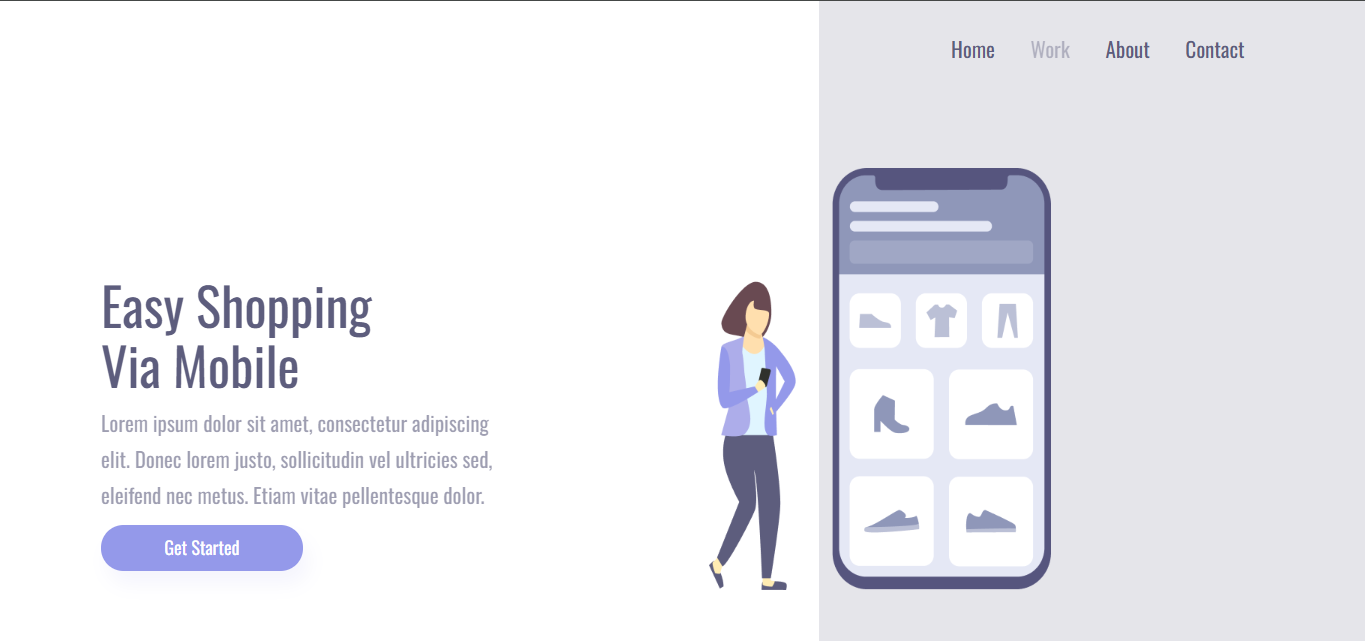 Home Work About Contact
Easy Shopping
Via Mobile
Lorem ipsum dolor sit amet, consectetur adipiscing
elit. Donec lorem justo, sollicitudin vel ultricies sed,
eleifend nec metus. Etiam vitae pellentesque dolor.
Get Started